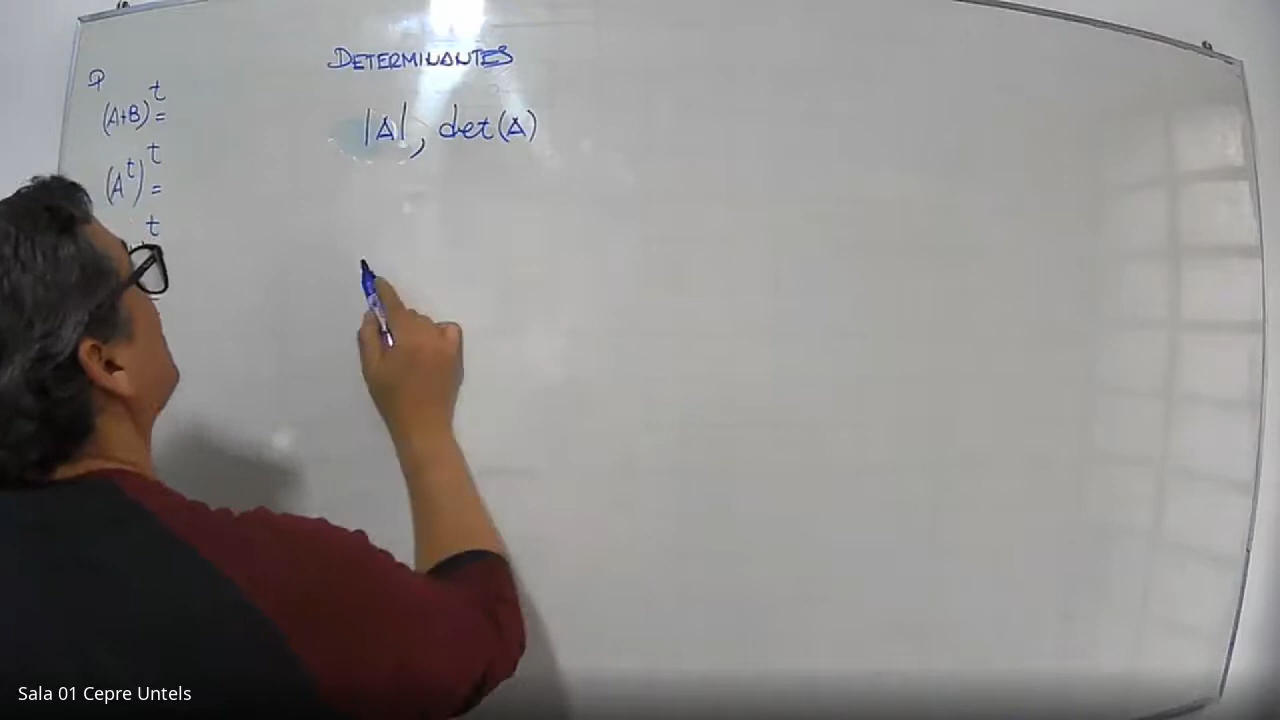 DETERMINANTES
|A|, det(A)
P
(A+B)^t =
(A^t)^t =
t
Sala 01 Cepre Untels